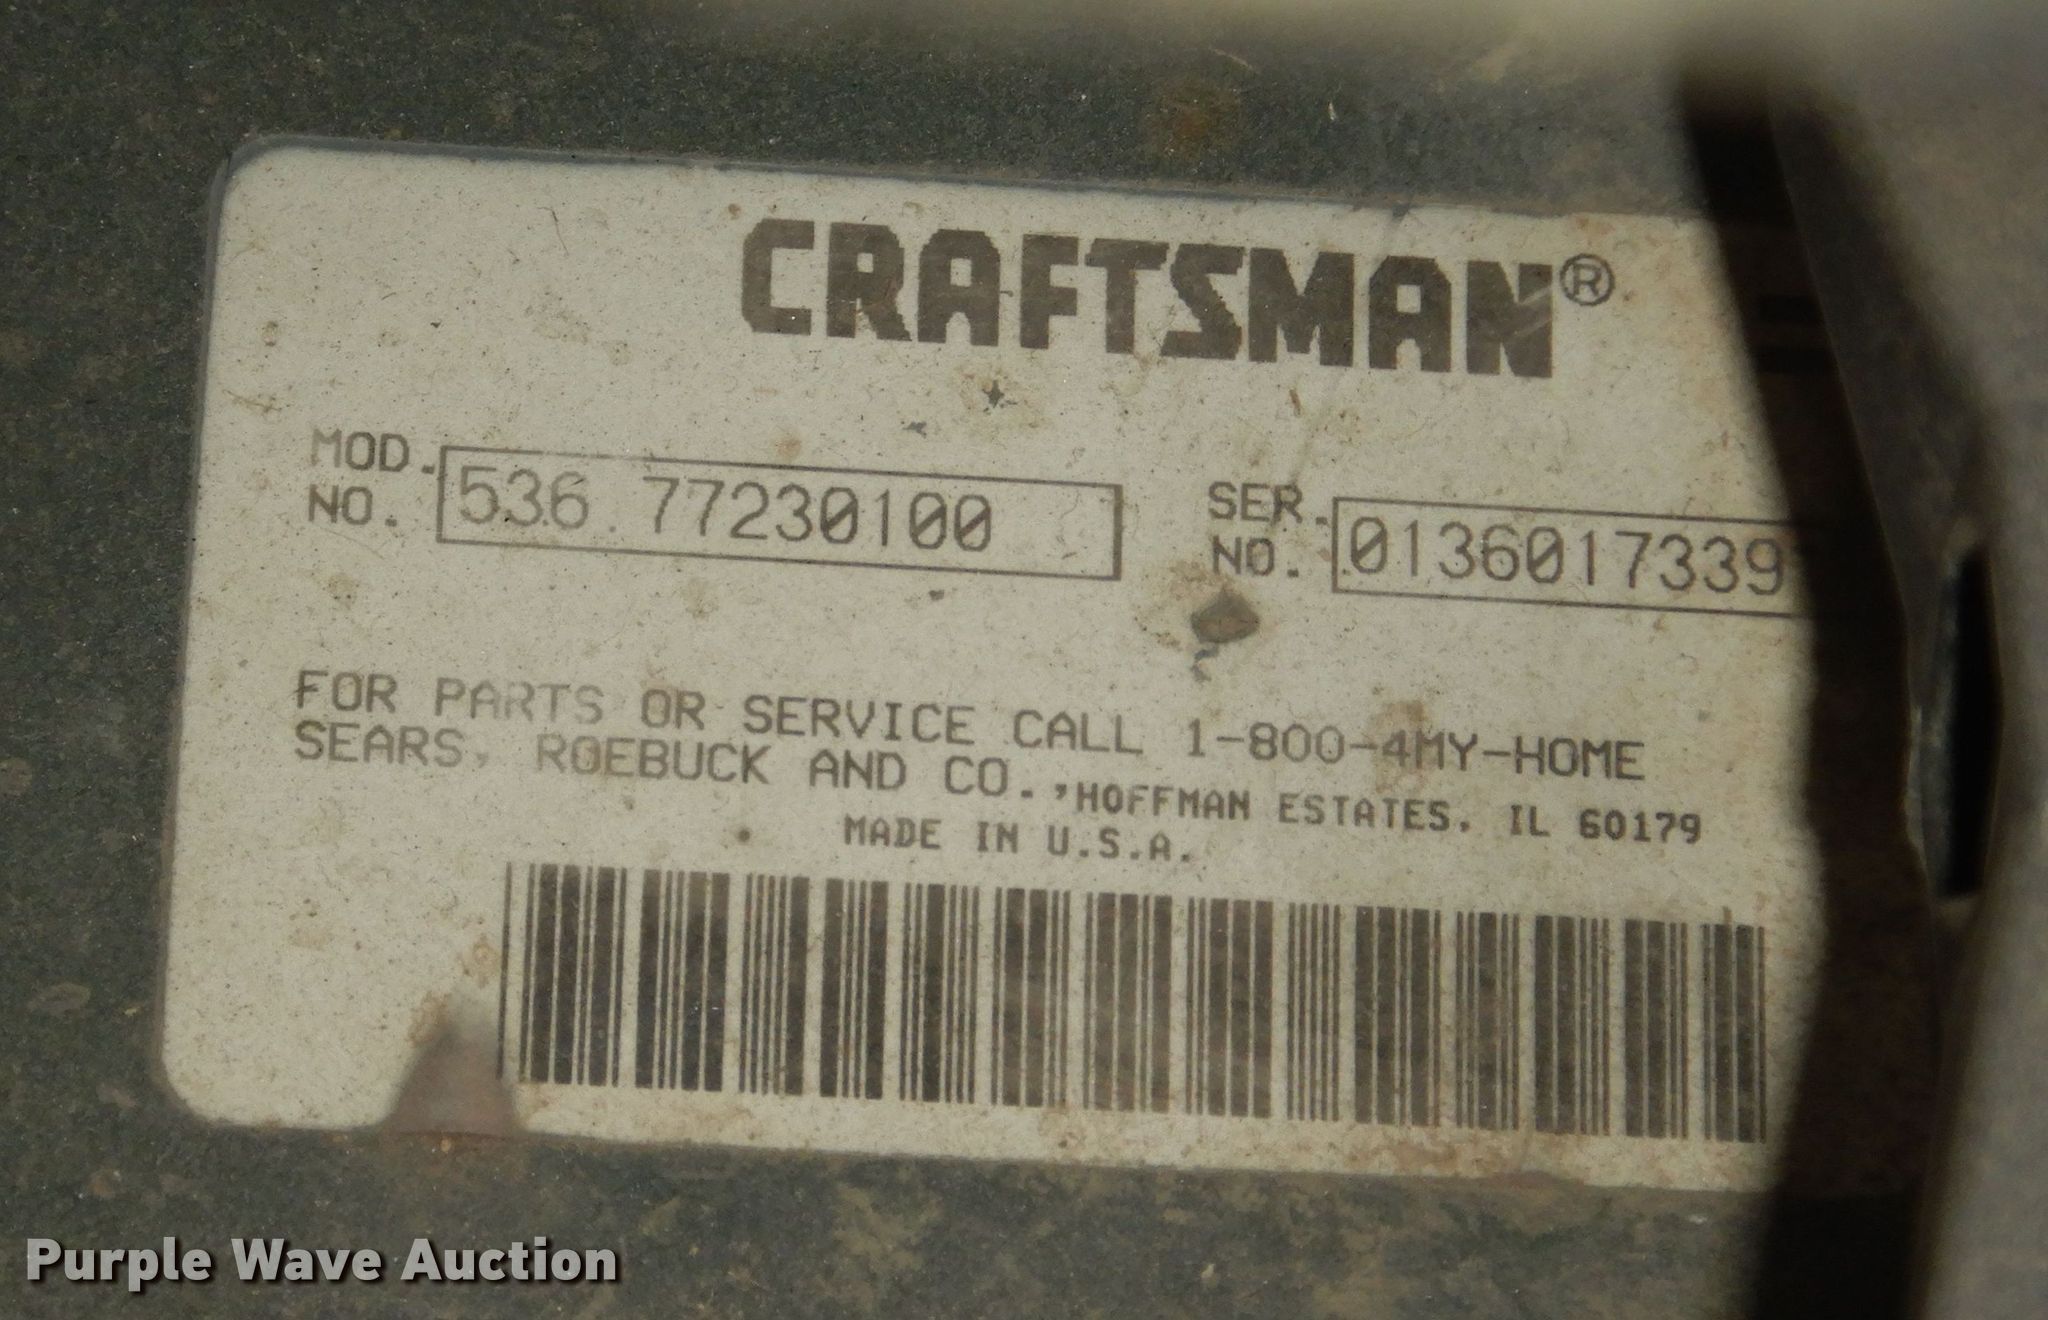 CRAFTSMAN®
MOD. NO. 536.77230100 SER. NO. 0136017339
FOR PARTS OR SERVICE CALL 1-800-4MY-HOME
SEARS, ROEBUCK AND CO., HOFFMAN ESTATES, IL 60179
MADE IN U.S.A.
Purple Wave Auction